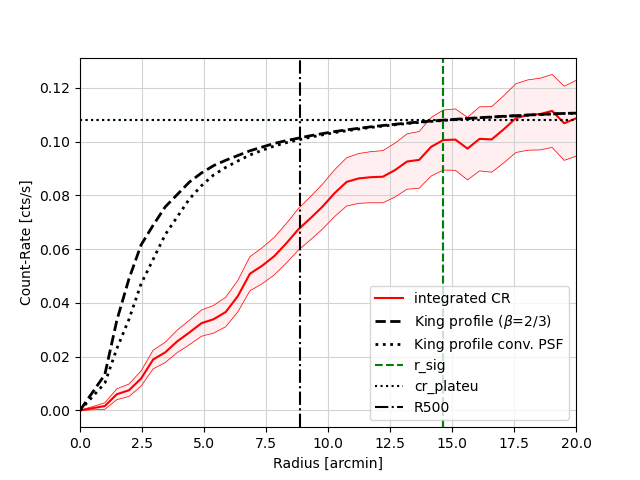 0.12
0.10
0.08
0.06
0.04
0.02
0.00
Count-Rate [cts/s]
integrated CR
King profile (β=2/3)
King profile conv. PSF
r_sig
cr_plateu
R500
0.0 2.5 5.0 7.5 10.0 12.5 15.0 17.5 20.0
Radius [arcmin]